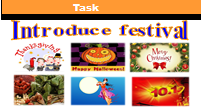 Task
Introduce festival
Thanksgiving
Happy Halloween!
Merry Christmas!
10.1